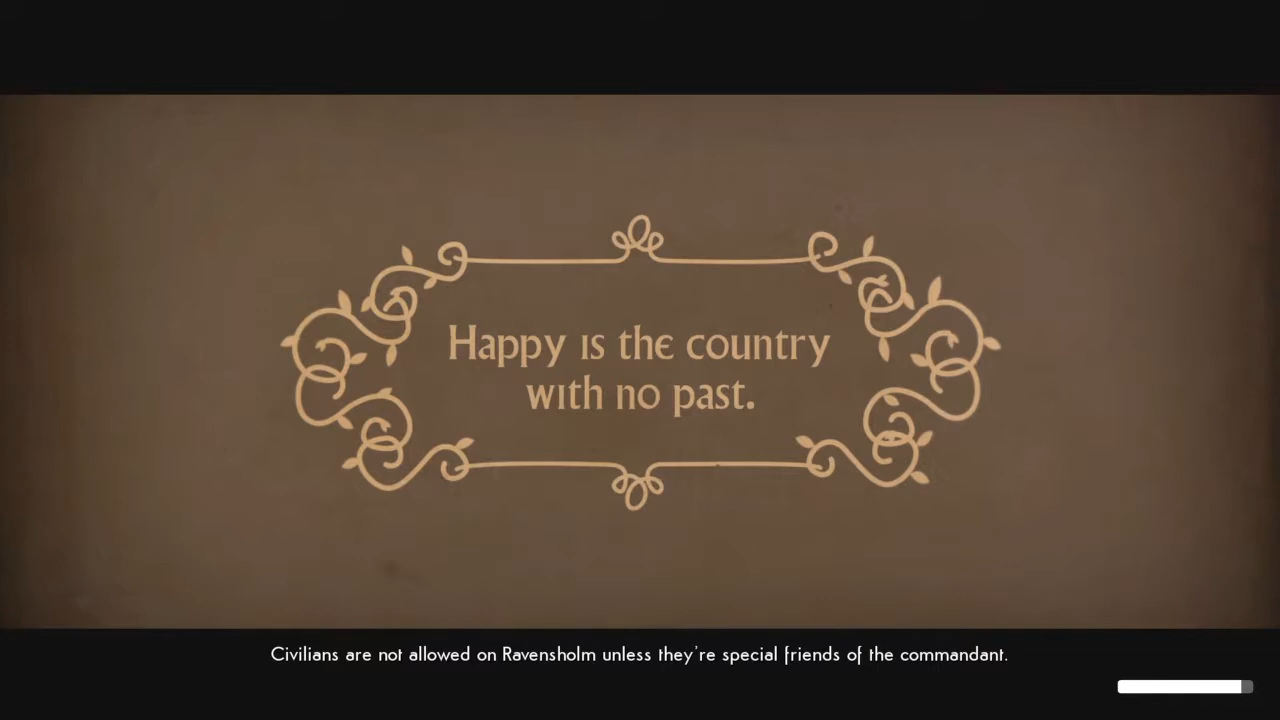 Happy is the country
with no past.
Civilians are not allowed on Ravensholm unless they're special friends of the commandant.